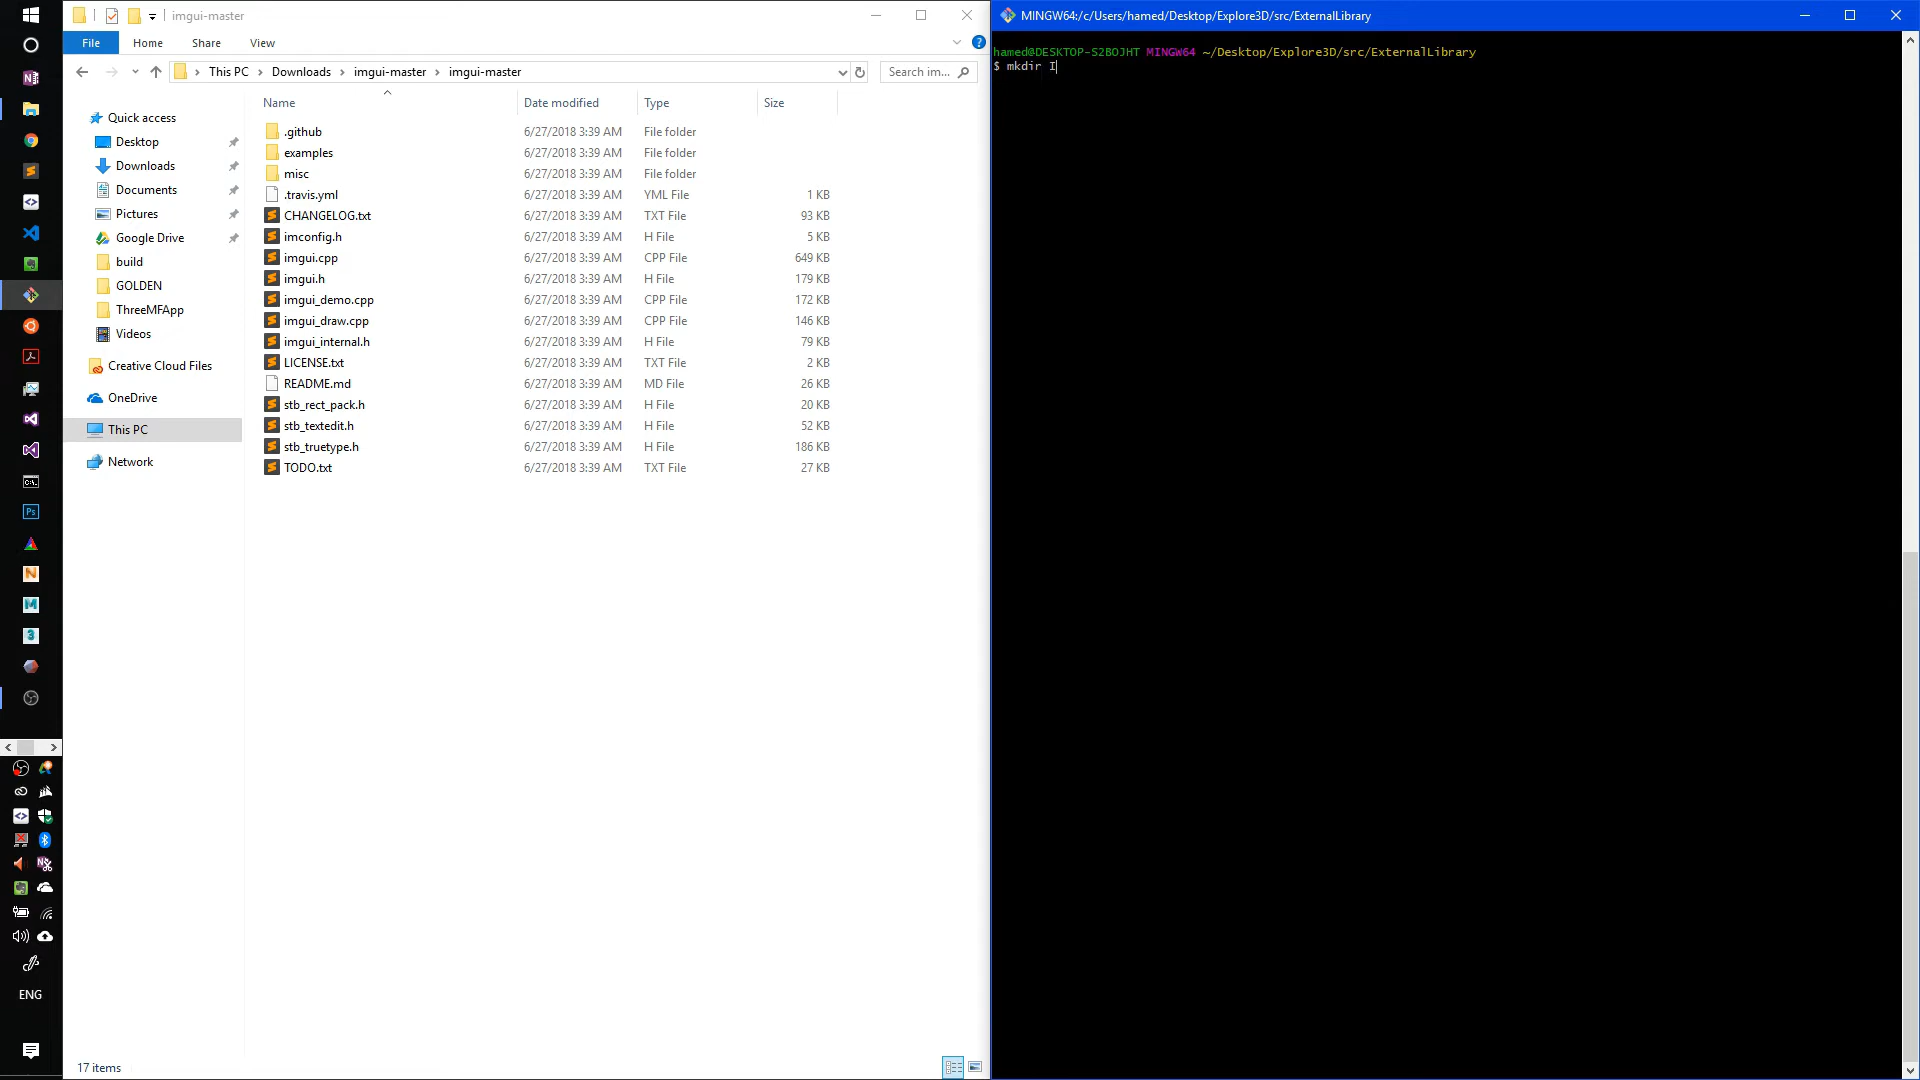 imgui-master
File Home Share View
This PC Downloads imgui-master imgui-master
Search im...
Name Date modified Type Size
Quick access
Desktop
Downloads
Documents
Pictures
Google Drive
build
GOLDEN
ThreeMFApp
Videos
Creative Cloud Files
OneDrive
This PC
Network
.github 6/27/2018 3:39 AM File folder
examples 6/27/2018 3:39 AM File folder
misc 6/27/2018 3:39 AM File folder
.travis.yml 6/27/2018 3:39 AM YML File 1 KB
CHANGELOG.txt 6/27/2018 3:39 AM TXT File 93 KB
imconfig.h 6/27/2018 3:39 AM H File 5 KB
imgui.cpp 6/27/2018 3:39 AM CPP File 649 KB
imgui.h 6/27/2018 3:39 AM H File 179 KB
imgui_demo.cpp 6/27/2018 3:39 AM CPP File 172 KB
imgui_draw.cpp 6/27/2018 3:39 AM CPP File 146 KB
imgui_internal.h 6/27/2018 3:39 AM H File 79 KB
LICENSE.txt 6/27/2018 3:39 AM TXT File 2 KB
README.md 6/27/2018 3:39 AM MD File 26 KB
stb_rect_pack.h 6/27/2018 3:39 AM H File 20 KB
stb_textedit.h 6/27/2018 3:39 AM H File 52 KB
stb_truetype.h 6/27/2018 3:39 AM H File 186 KB
TODO.txt 6/27/2018 3:39 AM TXT File 27 KB
17 items
ENG
MINGW64:/c/Users/hamed/Desktop/Explore3D/src/ExternalLibrary
hamed@DESKTOP-S2BOJHT MINGW64 ~/Desktop/Explore3D/src/ExternalLibrary
$ mkdir I